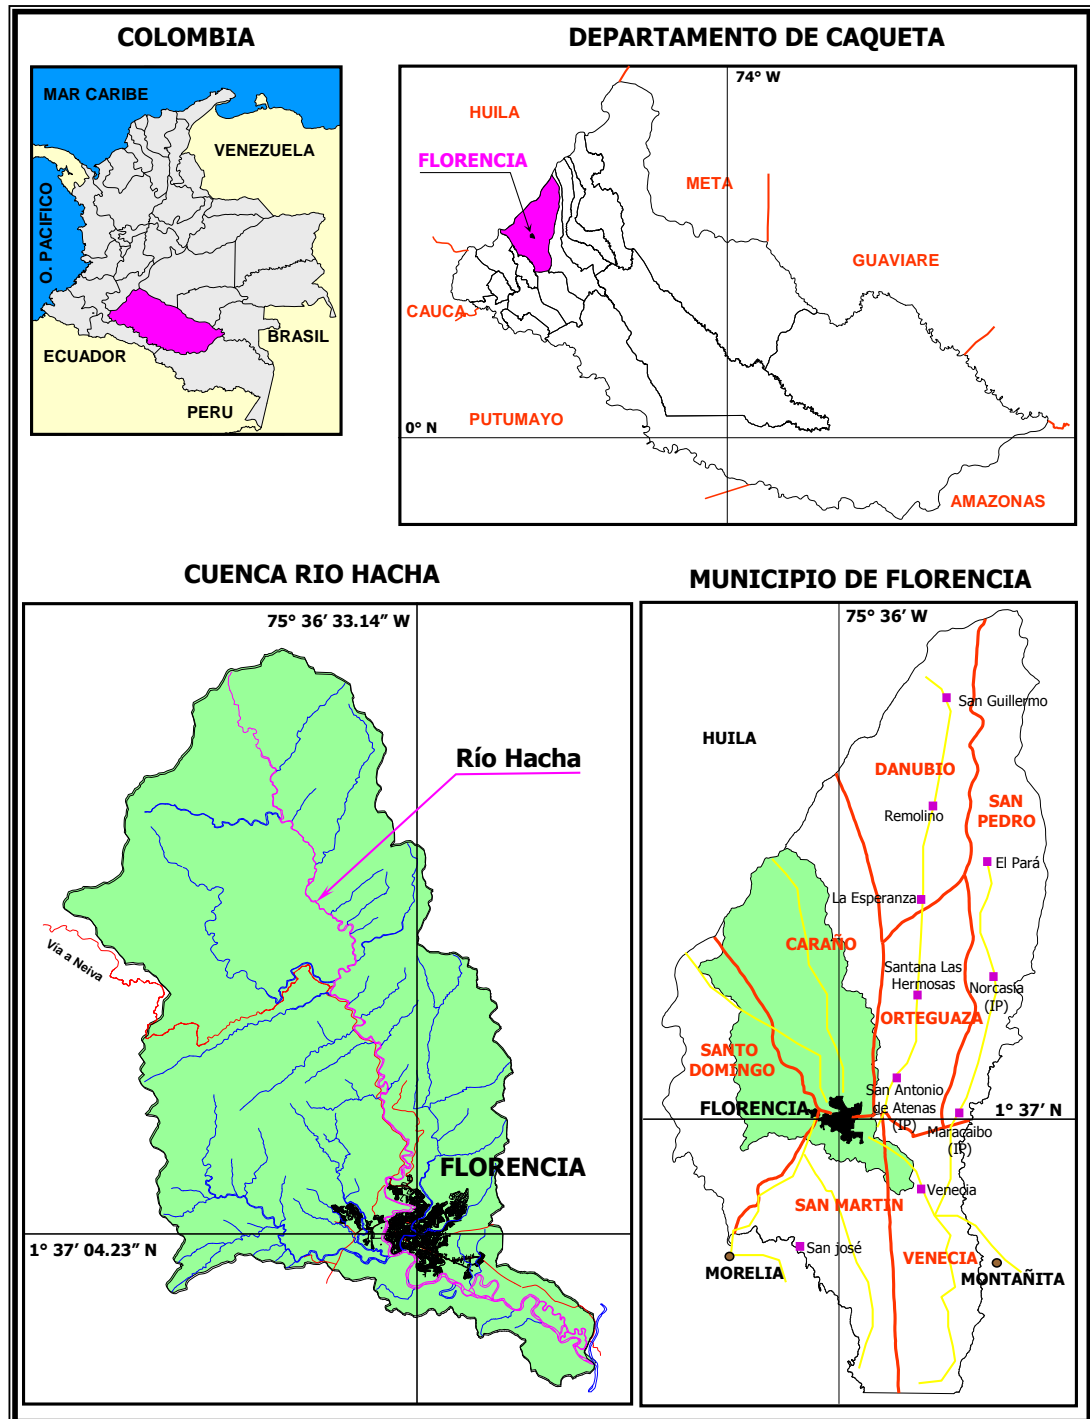 COLOMBIA
MAR CARIBE
VENEZUELA
O. PACIFICO
BRASIL
ECUADOR
PERU
DEPARTAMENTO DE CAQUETA
74° W
HUILA
FLORENCIA
META
GUAVIARE
CAUCA
PUTUMAYO
0° N
AMAZONAS
CUENCA RIO HACHA
75° 36’ 33.14” W
Río Hacha
Vía a Neiva
FLORENCIA
1° 37’ 04.23” N
MUNICIPIO DE FLORENCIA
75° 36’ W
San Guillermo
HUILA
DANUBIO
SAN
PEDRO
Remolino
El Pará
La Esperanza
CARAÑO
Santana Las
Hermosas
Norcasia
(IP)
ORTEGUAZA
SANTO
DOMINGO
San Antonio
de Atenas
(IP)
FLORENCIA
1° 37’ N
Maracaibo
(IP)
Venecia
SAN MARTIN
San josé
VENECIA
MORELIA
MONTAÑITA